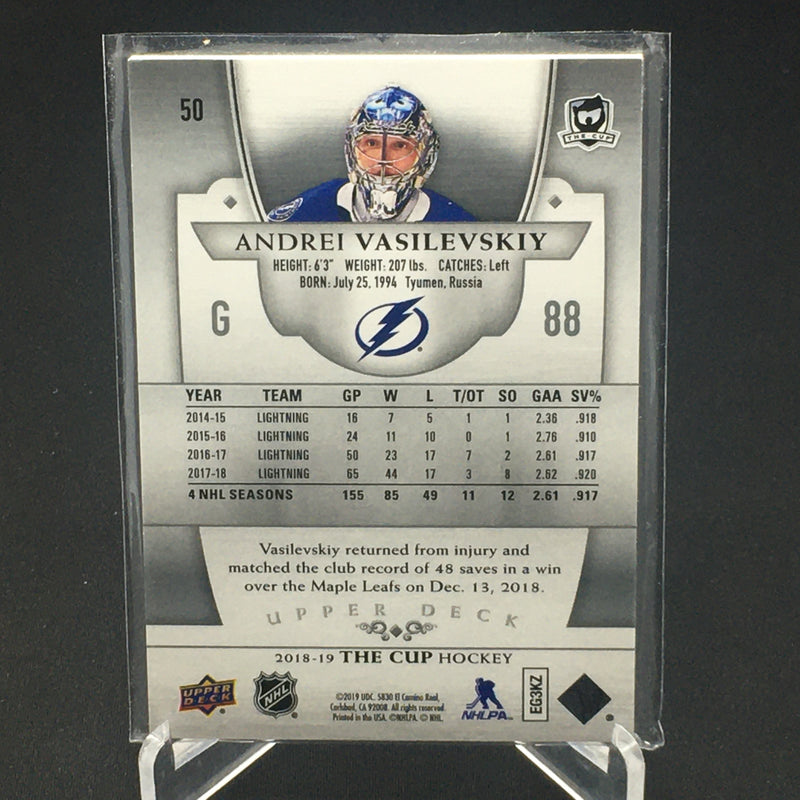 50
THE CUP
ANDREI VASILEVSKIY
HEIGHT: 6'3" WEIGHT: 207 lbs. CATCHES: Left
BORN: July 25, 1994 Tyumen, Russia
G 88
YEAR TEAM GP W L T/OT SO GAA SV%
2014-15 LIGHTNING 16 7 5 1 1 2.36 .918
2015-16 LIGHTNING 24 11 10 0 1 2.76 .910
2016-17 LIGHTNING 50 23 17 7 2 2.61 .917
2017-18 LIGHTNING 65 44 17 3 8 2.62 .920
4 NHL SEASONS 155 85 49 11 12 2.61 .917
Vasilevskiy returned from injury and
matched the club record of 48 saves in a win
over the Maple Leafs on Dec. 13, 2018.
UPPER DECK
2018-19 THE CUP HOCKEY
UPPER
DECK
NHL
©2019 UDC. 5830 El Camino Real,
Carlsbad, CA 92008. All rights reserved.
Printed in the USA. ©NHLPA. © NHL.
NHLPA
EG3KZ